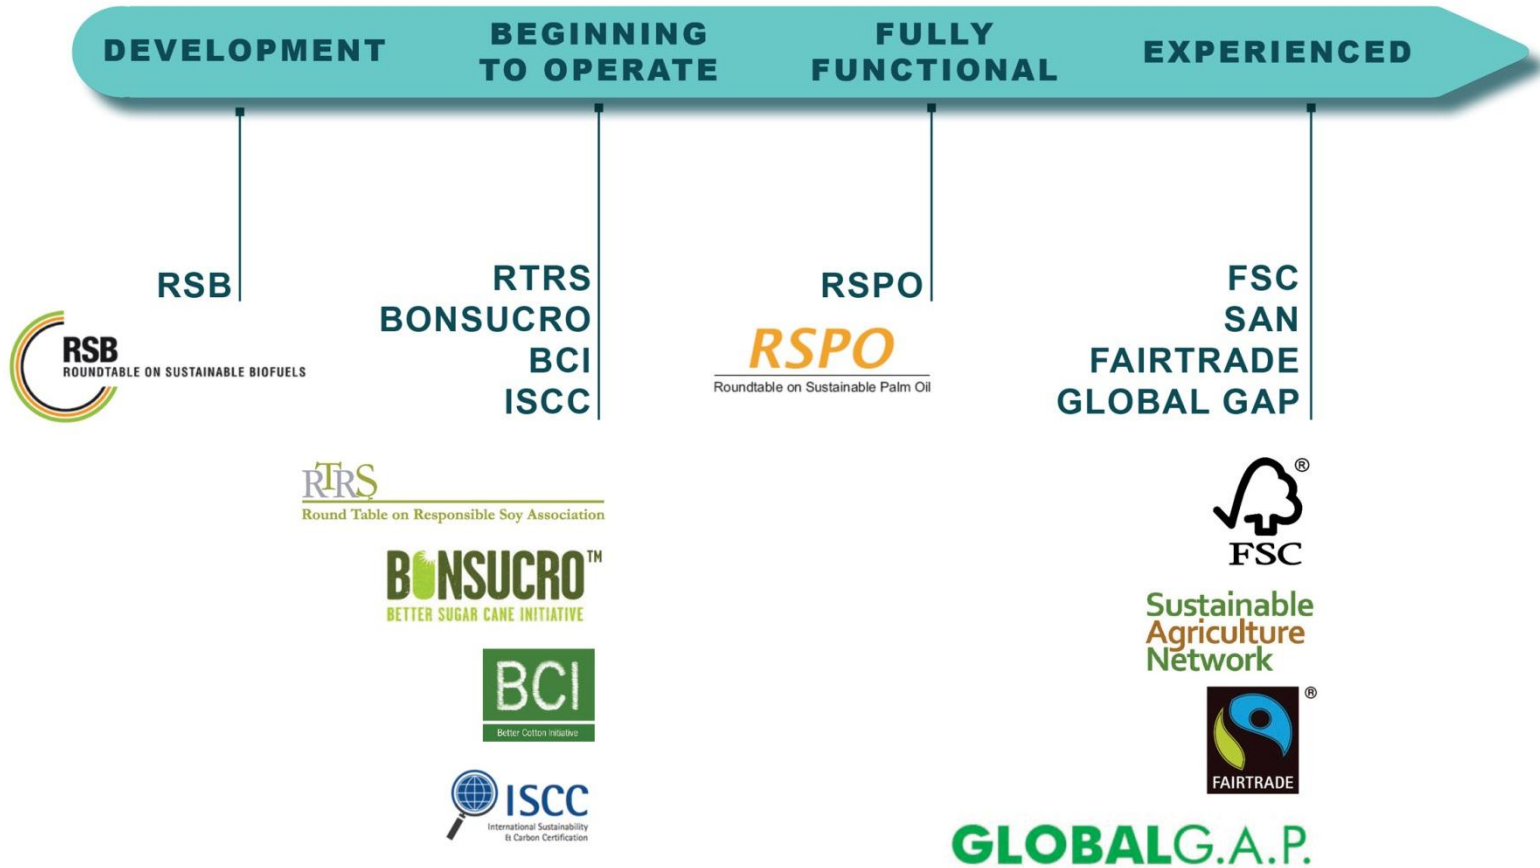 DEVELOPMENT
BEGINNING
TO OPERATE
FULLY
FUNCTIONAL
EXPERIENCED
RSB
RSB
ROUNDTABLE ON SUSTAINABLE BIOFUELS
RTRS
BONSUCRO
BCI
ISCC
RTRS
Round Table on Responsible Soy Association
BONSUCRO™
BETTER SUGAR CANE INITIATIVE
BCI
Better Cotton Initiative
ISCC
International Sustainability
& Carbon Certification
RSPO
RSPO
Roundtable on Sustainable Palm Oil
FSC
SAN
FAIRTRADE
GLOBAL GAP
®
FSC
Sustainable
Agriculture
Network
®
FAIRTRADE
GLOBALG.A.P.